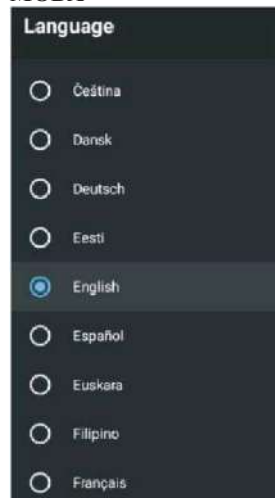 Language
Čeština
Dansk
Deutsch
Eesti
English
Español
Euskara
Filipino
Français